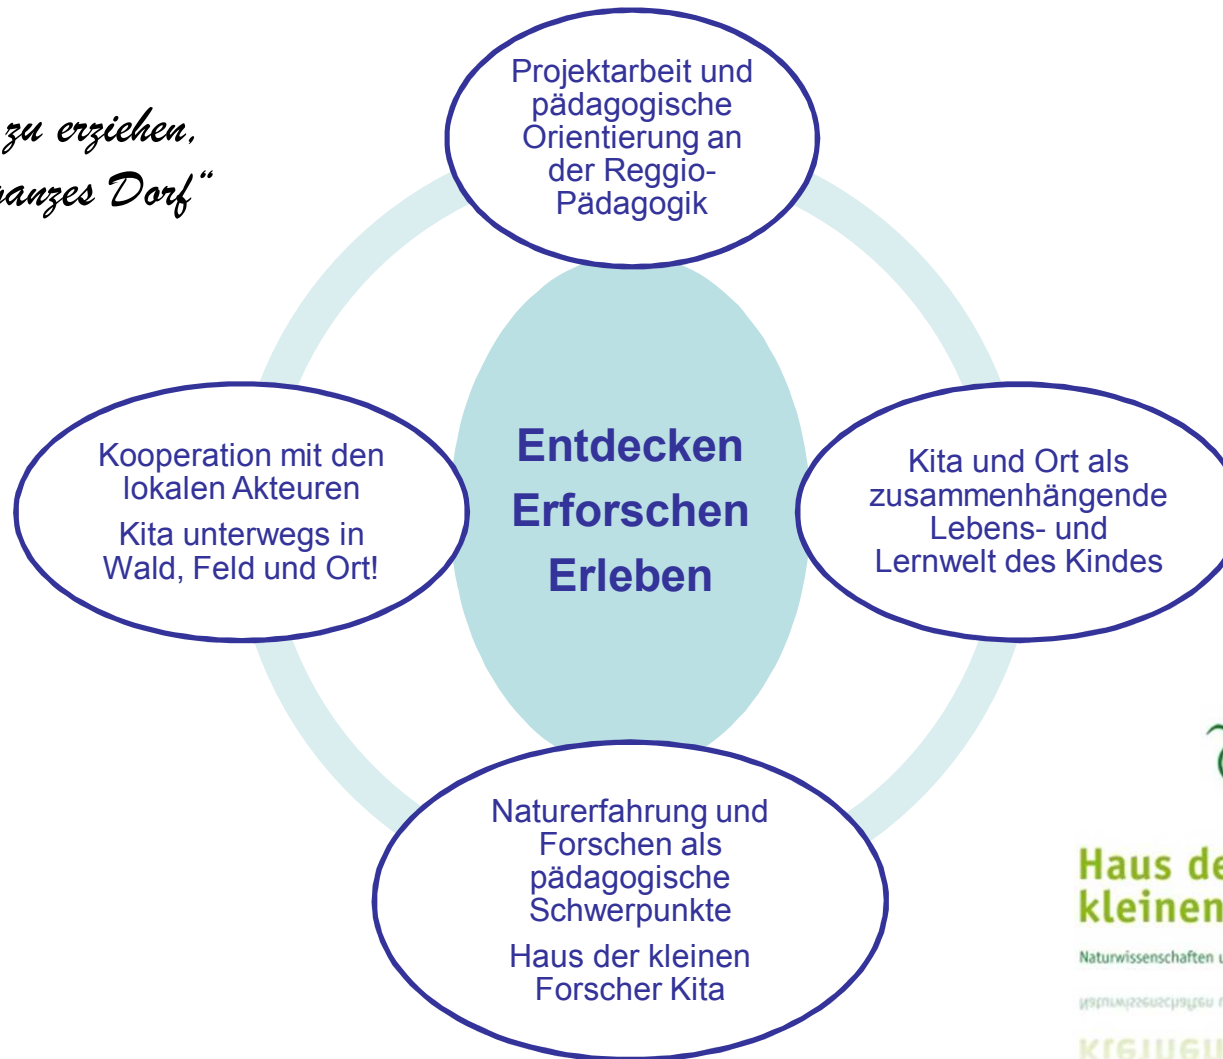 zu erziehen,
ganzes Dorf“
Projektarbeit und
pädagogische
Orientierung an
der Reggio-
Pädagogik
Kooperation mit den
lokalen Akteuren
Kita unterwegs in
Wald, Feld und Ort!
Entdecken
Erforschen
Erleben
Kita und Ort als
zusammenhängende
Lebens- und
Lernwelt des Kindes
Naturerfahrung und
Forschen als
pädagogische
Schwerpunkte
Haus der kleinen
Forscher Kita
Haus de
kleinen
Naturwissenschaften u